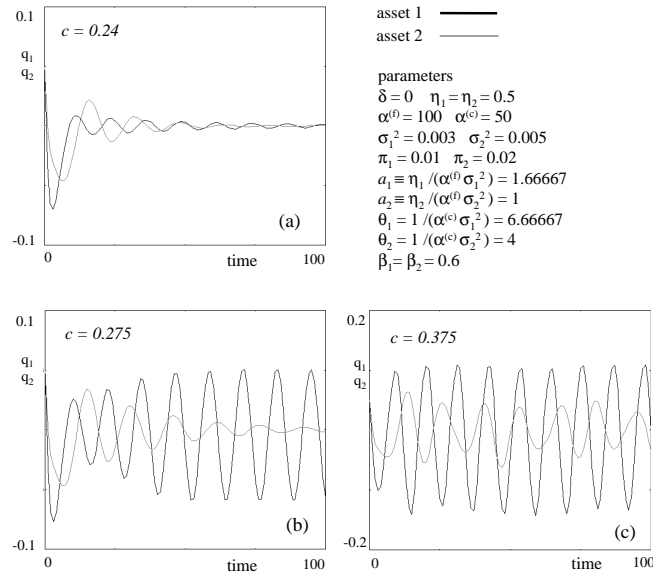 0.1
c = 0.24
q₁
q₂
(a)
-0.1
0
time
100
asset 1
asset 2
parameters
δ = 0 η₁ = η₂ = 0.5
α⁽ᶠ⁾ = 100 α⁽ᶜ⁾ = 50
σ₁² = 0.003 σ₂² = 0.005
π₁ = 0.01 π₂ = 0.02
a₁ ≡ η₁ /(α⁽ᶠ⁾ σ₁²) = 1.66667
a₂ ≡ η₂ /(α⁽ᶠ⁾ σ₂²) = 1
θ₁ = 1 /(α⁽ᶜ⁾ σ₁²) = 6.66667
θ₂ = 1 /(α⁽ᶜ⁾ σ₂²) = 4
β₁ = β₂ = 0.6
0.1
c = 0.275
q₁
q₂
(b)
-0.1
0
time
100
0.2
c = 0.375
q₁
q₂
(c)
-0.2
0
time
100